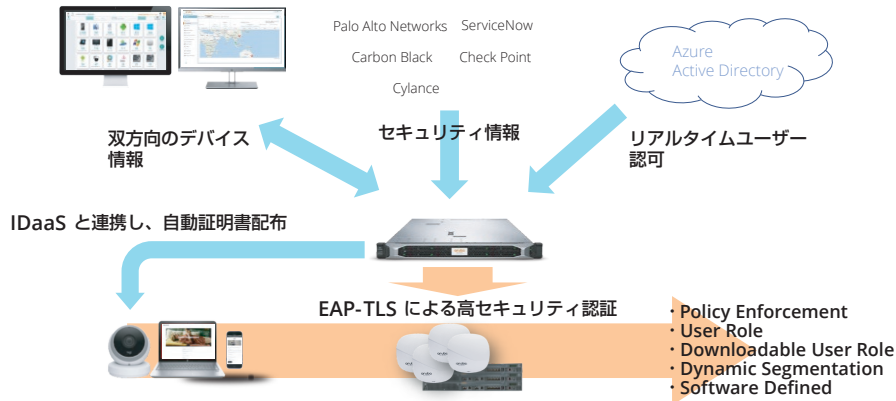 Palo Alto Networks ServiceNow
Carbon Black Check Point
Cylance
Azure
Active Directory
双方向のデバイス
情報
セキュリティ情報
リアルタイムユーザー
認可
IDaaS と連携し、自動証明書配布
EAP-TLS による高セキュリティ認証
・Policy Enforcement
・User Role
・Downloadable User Role
・Dynamic Segmentation
・Software Defined